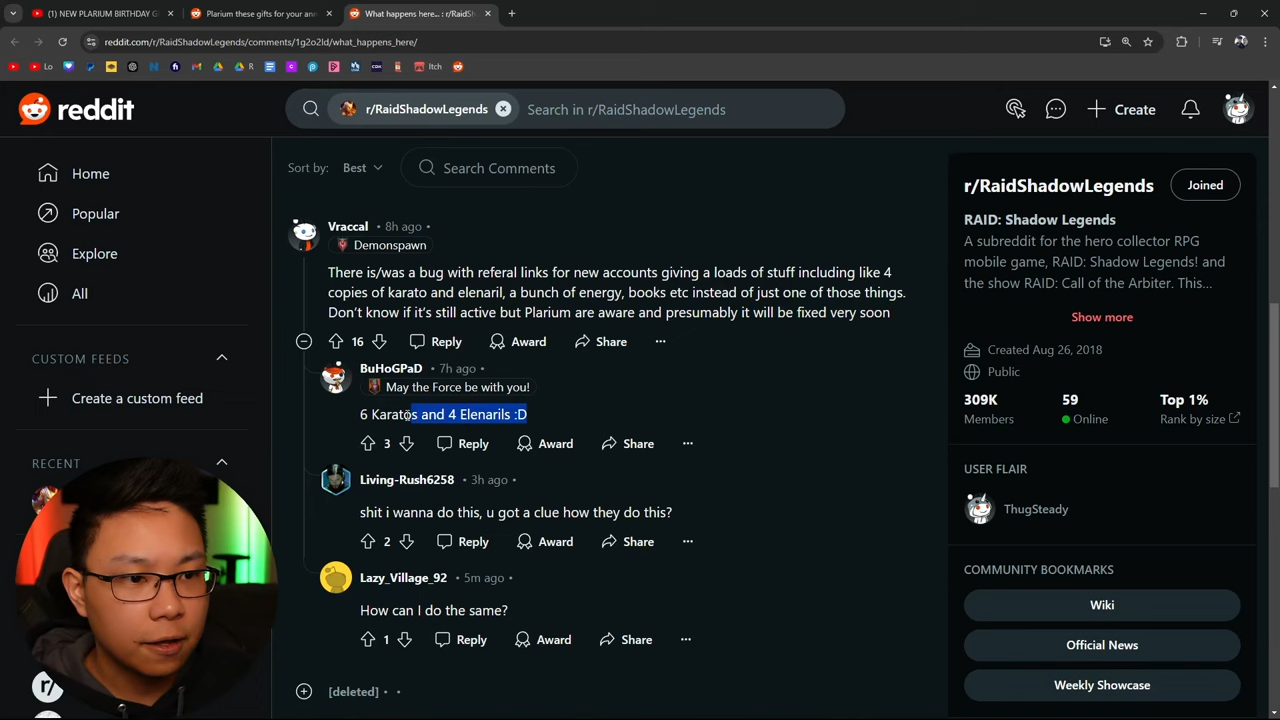 (1) NEW PLARIUM BIRTHDAY G
Plarium these gifts for your ann
What happens here... : r/RaidSha
reddit.com/r/RaidShadowLegends/comments/1g2o2ld/what_happens_here/
Lo
R
Itch
reddit
r/RaidShadowLegends
Search in r/RaidShadowLegends
Create
Home
Popular
Explore
All
CUSTOM FEEDS
Create a custom feed
RECENT
r/
Sort by:
Best
Search Comments
Vraccal • 8h ago •
Demonspawn
There is/was a bug with referal links for new accounts giving a loads of stuff including like 4
copies of karato and elenaril, a bunch of energy, books etc instead of just one of those things.
Don't know if it's still active but Plarium are aware and presumably it will be fixed very soon
16
Reply
Award
Share
BuHoGPaD • 7h ago •
May the Force be with you!
6 Karatos and 4 Elenarils :D
3
Reply
Award
Share
Living-Rush6258 • 3h ago •
shit i wanna do this, u got a clue how they do this?
2
Reply
Award
Share
Lazy_Village_92 • 5m ago •
How can I do the same?
1
Reply
Award
Share
[deleted] • •
r/RaidShadowLegends
Joined
RAID: Shadow Legends
A subreddit for the hero collector RPG
mobile game, RAID: Shadow Legends! and
the show RAID: Call of the Arbiter. This...
Show more
Created Aug 26, 2018
Public
309K
Members
59
Online
Top 1%
Rank by size
USER FLAIR
ThugSteady
COMMUNITY BOOKMARKS
Wiki
Official News
Weekly Showcase